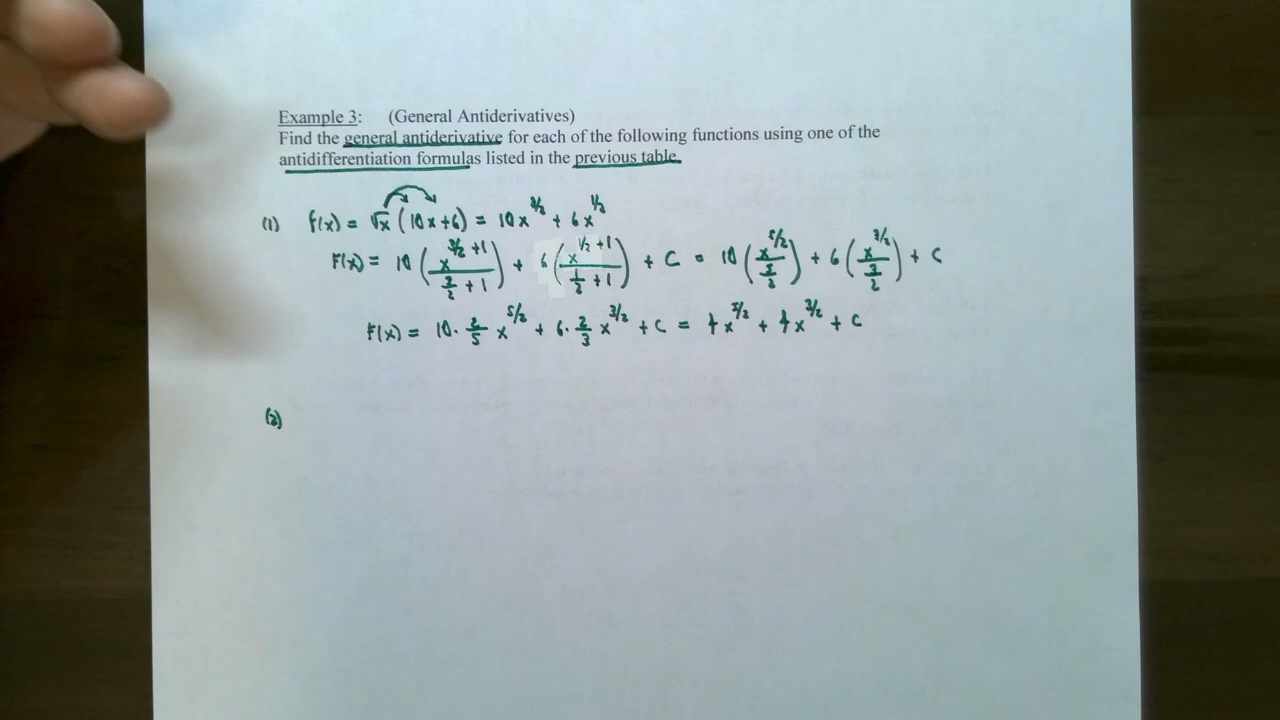 Example 3: (General Antiderivatives)
Find the general antiderivative for each of the following functions using one of the
antidifferentiation formulas listed in the previous table.
(1) f(x) = √x (10x+6) = 10x^{3/2} + 6x^{1/2}
F(x) = 10 (x^{3/2 +1}/(3/2 + 1)) + 6 (x^{1/2 +1}/(1/2 + 1)) + C = 10 (x^{5/2}/(5/2)) + 6 (x^{3/2}/(3/2)) + C
F(x) = 10 · 2/5 x^{5/2} + 6 · 2/3 x^{3/2} + C = 4x^{5/2} + 4x^{3/2} + C
(2)